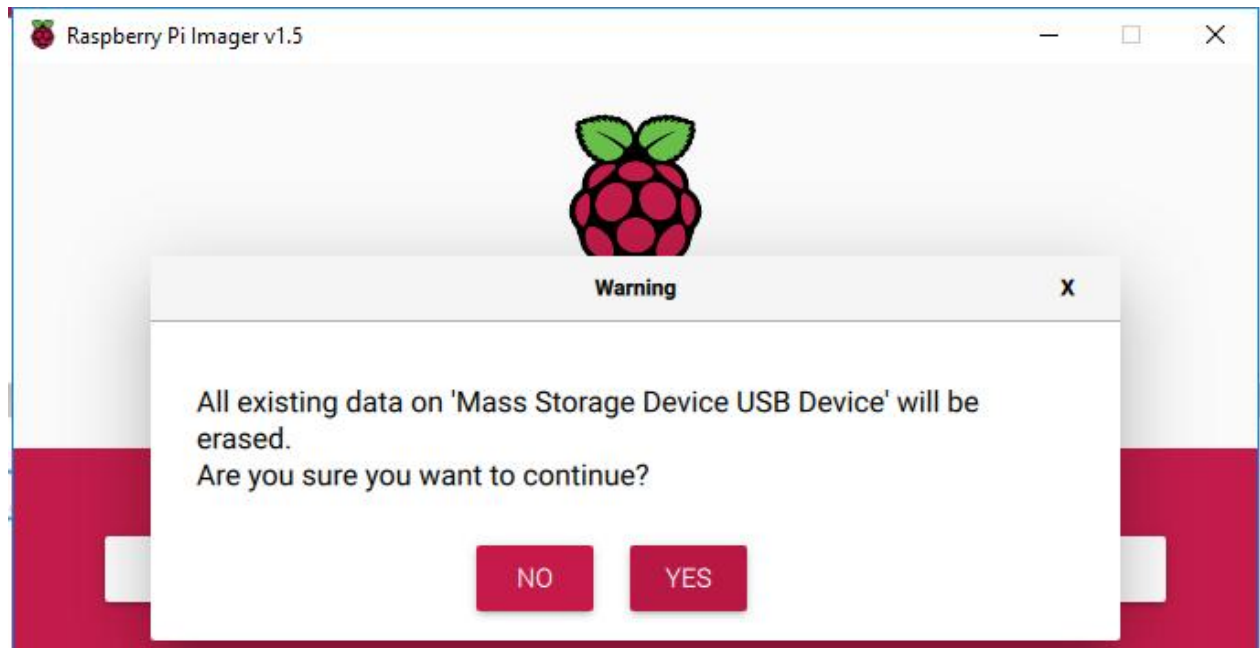 Raspberry Pi Imager v1.5
Warning
X
All existing data on 'Mass Storage Device USB Device' will be
erased.
Are you sure you want to continue?
NO
YES